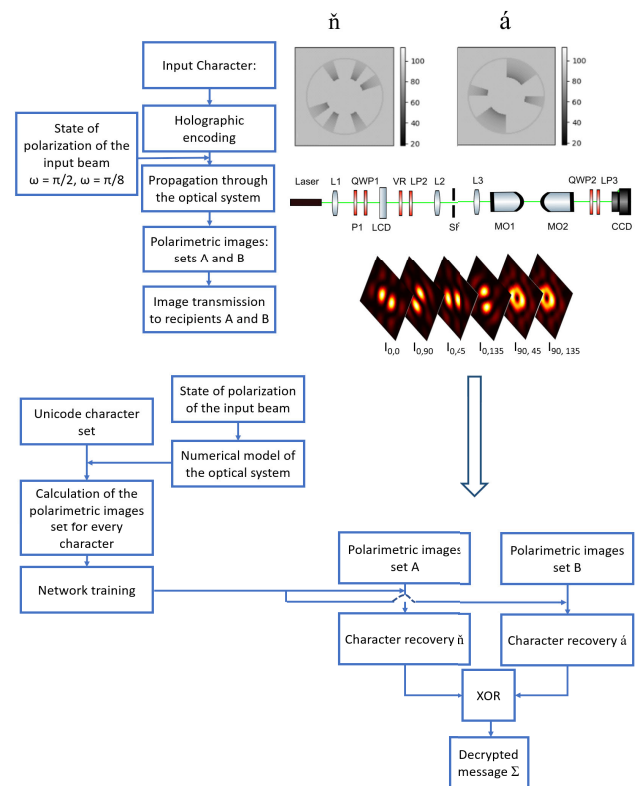 ň
á
Input Character:
Holographic
encoding
State of
polarization of the
input beam
ω = π/2, ω = π/8
Propagation through
the optical system
Polarimetric images:
sets A and B
Image transmission
to recipients A and B
100
80
60
40
20
100
80
60
40
20
Laser
L1
QWP1
VR
LP2
L2
L3
QWP2
LP3
P1
LCD
SF
MO1
MO2
CCD
I0,0
I0,90
I0,45
I0,135
I90, 45
I90, 135
Unicode character
set
State of polarization
of the input beam
Numerical model of
the optical system
Calculation of the
polarimetric images
set for every
character
Network training
Polarimetric images
set A
Polarimetric images
set B
Character recovery ň
Character recovery á
XOR
Decrypted
message Σ